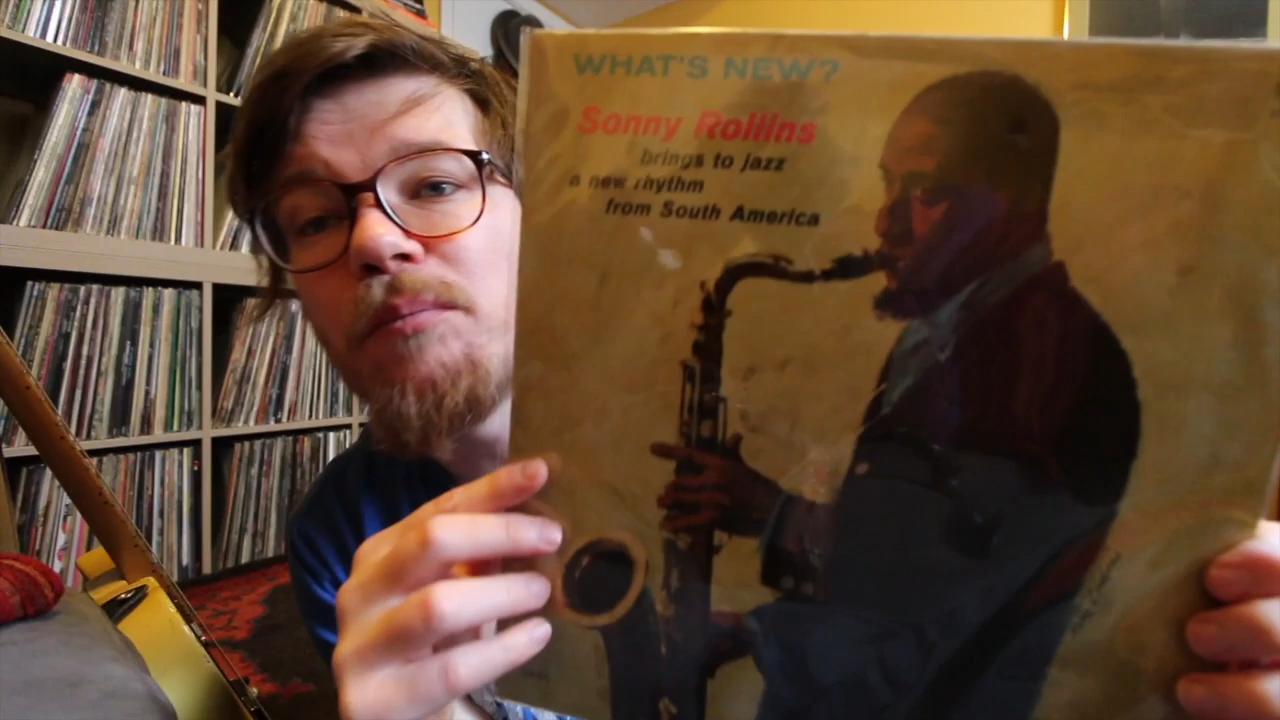 WHAT'S NEW?
Sonny Rollins
brings to jazz
a new rhythm
from South America